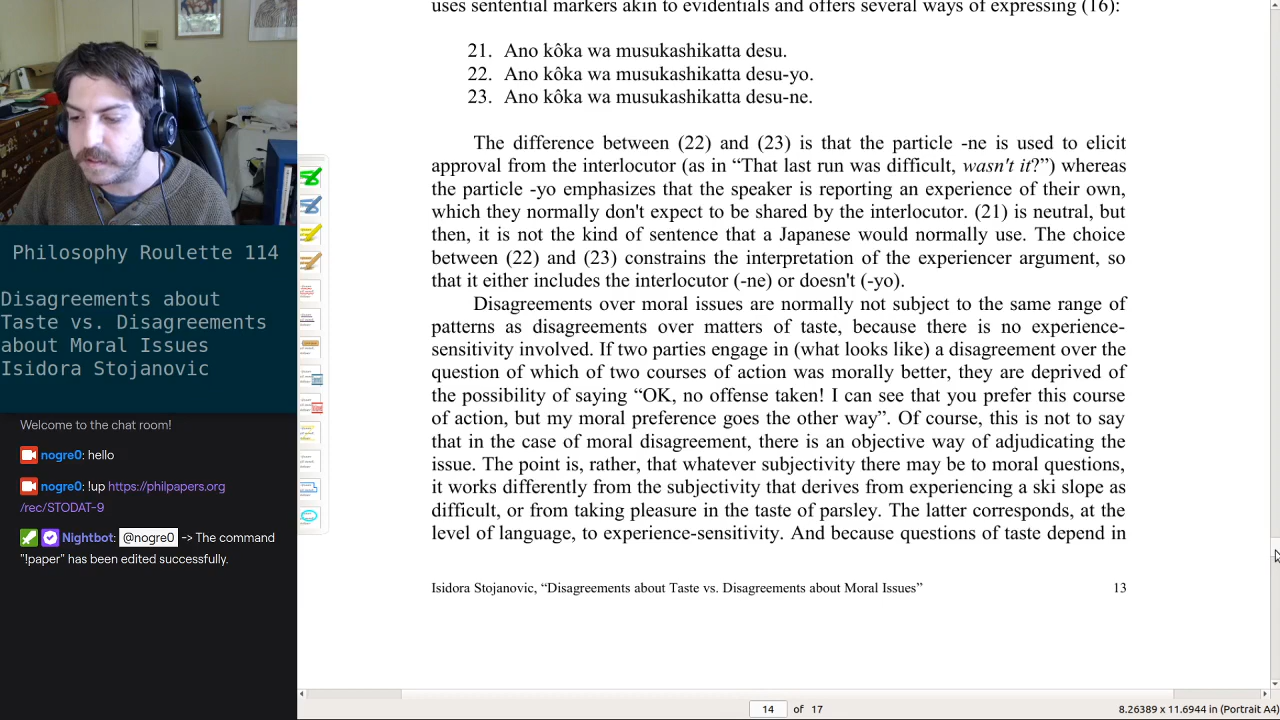 Philosophy Roulette 114
Disagreements about
Taste vs. Disagreements
about Moral Issues
Isidora Stojanovic
Welcome to the chat room!
nogre0: hello
nogre0: !up https://philpapers.org
/rec/STODAT-9
Nightbot: @nogre0 -> The command
"!paper" has been edited successfully.
uses sentential markers akin to evidentials and offers several ways of expressing (16):
21. Ano kôka wa musukashikatta desu.
22. Ano kôka wa musukashikatta desu-yo.
23. Ano kôka wa musukashikatta desu-ne.
The difference between (22) and (23) is that the particle -ne is used to elicit
approval from the interlocutor (as in “that last run was difficult, wasn't it?”) whereas
the particle -yo emphasizes that the speaker is reporting an experience of their own,
which they normally don't expect to be shared by the interlocutor. (21) is neutral, but
then, it is not the kind of sentence that a Japanese would normally use. The choice
between (22) and (23) constrains the interpretation of the experiencer argument, so
that it either includes the interlocutor (-ne) or doesn't (-yo).
Disagreements over moral issues are normally not subject to the same range of
patterns as disagreements over matters of taste, because there is no experience-
sensitivity involved. If two parties engage in (what looks like) a disagreement over the
question of which of two courses of action was morally better, they are deprived of
the possibility of saying “I'm not mistaken; I can see that you prefer this course
of action, but my moral preferences go the other way”. Of course, this is not to say
that in the case of moral disagreement there is an objective way of adjudicating the
issue. The point is, rather, that whatever subjectivity there may be to moral questions,
it works differently from the subjectivity that derives from experiencing a ski slope as
difficult, or from taking pleasure in the taste of parsley. The latter corresponds, at the
level of language, to experience-sensitivity. And because questions of taste depend in
Isidora Stojanovic, “Disagreements about Taste vs. Disagreements about Moral Issues”
13
14 of 17
8.26389 x 11.6944 in (Portrait A4)